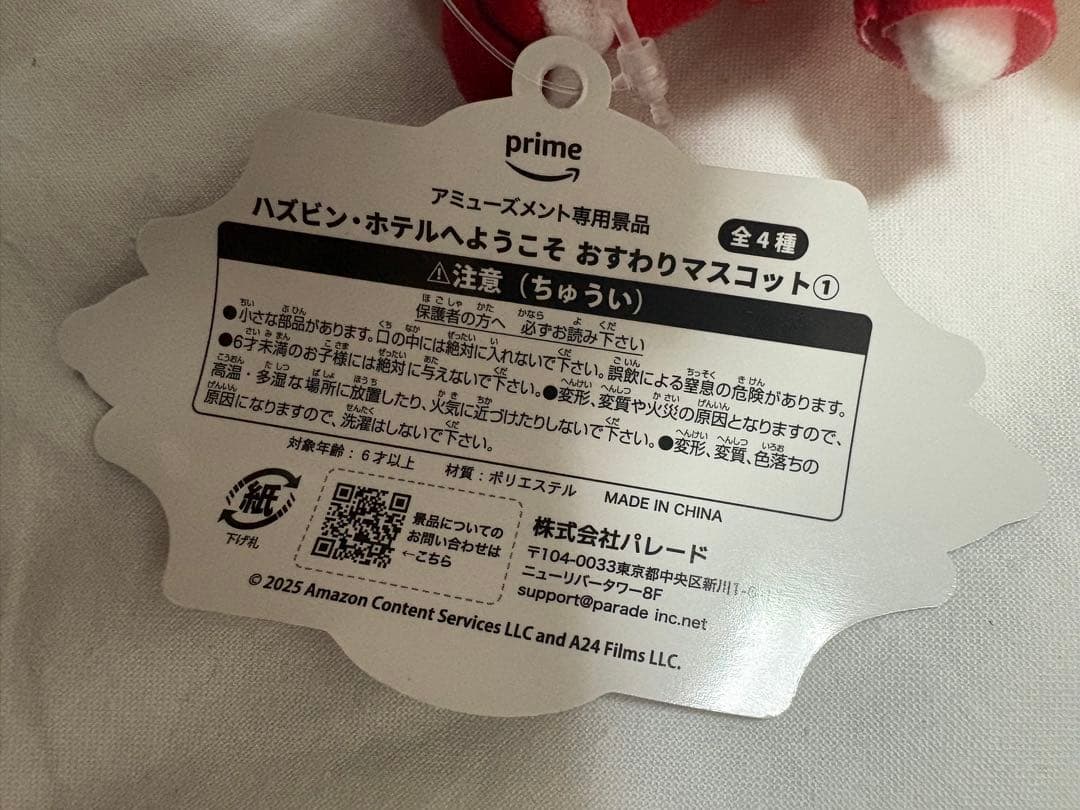 prime
アミューズメント専用景品
ハズビン・ホテルへようこそ おすわりマスコット①
全4種
⚠注意（ちゅうい）
保護者の方へ 必ずお読み下さい
●小さな部品があります。口の中には絶対に入れないで下さい。誤飲による窒息の危険があります。
●6才未満のお子様には絶対に与えないで下さい。●変形、変質や火災の原因となりますので、
高温・多湿な場所に放置したり、火気に近づけたりしないで下さい。●変形、変質、色落ちの
原因になりますので、洗濯はしないで下さい。
対象年齢：6才以上 材質：ポリエステル MADE IN CHINA
紙
下げ札
景品についての
お問い合わせは
←こちら
株式会社パレード
〒104-0033東京都中央区新川1-6-
ニューリバータワー8F
support@parade inc.net
© 2025 Amazon Content Services LLC and A24 Films LLC.